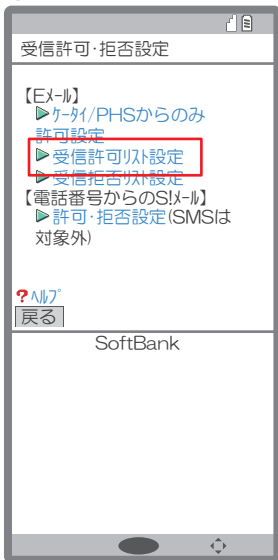 受信許可･拒否設定
【Eﾒｰﾙ】
ｹｰﾀｲ/PHSからのみ
許可設定
受信許可ﾘｽﾄ設定
受信拒否ﾘｽﾄ設定
【電話番号からのS!ﾒｰﾙ】
許可･拒否設定(SMSは
対象外)
?ﾍﾙﾌﾟ
戻る
SoftBank